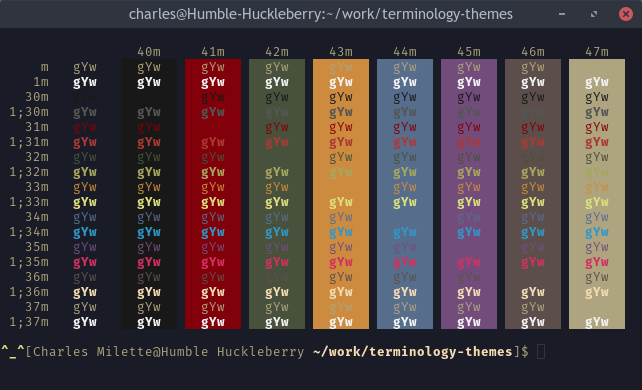 charles@Humble-Huckleberry:~/work/terminology-themes
40m 41m 42m 43m 44m 45m 46m 47m
m gYw gYw gYw gYw gYw gYw gYw gYw
1m gYw gYw gYw gYw gYw gYw gYw gYw gYw
30m gYw gYw gYw gYw gYw gYw gYw
1;30m gYw gYw gYw gYw gYw gYw gYw gYw gYw
31m gYw gYw gYw gYw gYw gYw gYw gYw
1;31m gYw gYw gYw gYw gYw gYw gYw gYw gYw
32m gYw gYw gYw gYw gYw gYw gYw gYw
1;32m gYw gYw gYw gYw gYw gYw gYw gYw gYw
33m gYw gYw gYw gYw gYw gYw gYw gYw
1;33m gYw gYw gYw gYw gYw gYw gYw gYw gYw
34m gYw gYw gYw gYw gYw gYw gYw gYw
1;34m gYw gYw gYw gYw gYw gYw gYw gYw gYw
35m gYw gYw gYw gYw gYw gYw gYw gYw
1;35m gYw gYw gYw gYw gYw gYw gYw gYw gYw
36m gYw gYw gYw gYw gYw gYw gYw gYw
1;36m gYw gYw gYw gYw gYw gYw gYw gYw gYw
37m gYw gYw gYw gYw gYw gYw gYw gYw
1;37m gYw gYw gYw gYw gYw gYw gYw gYw gYw
^_^[Charles Milette@Humble Huckleberry ~/work/terminology-themes]$